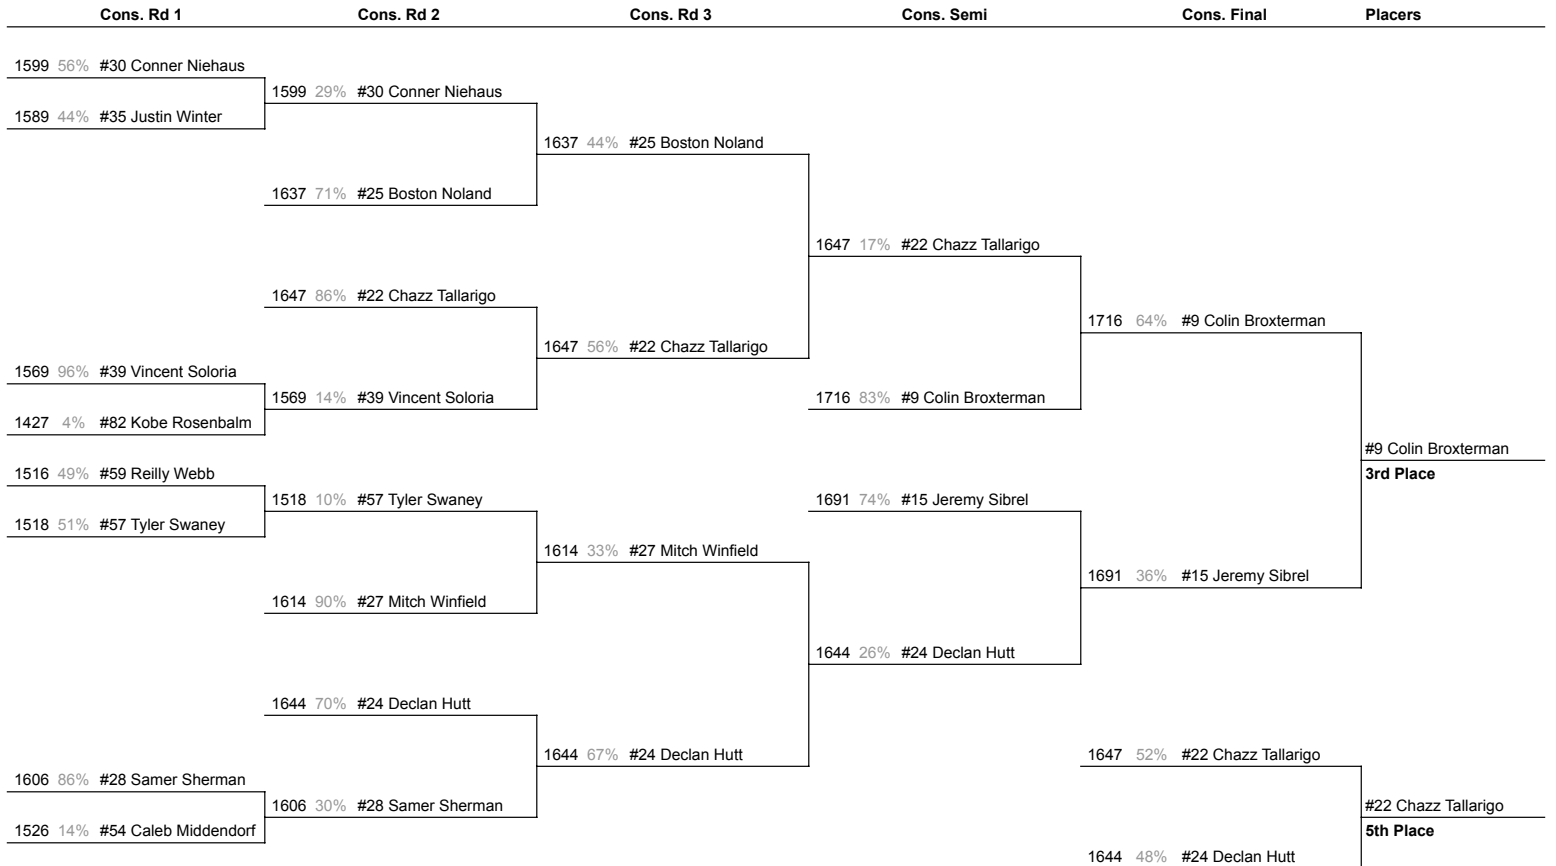 Cons. Rd 1 Cons. Rd 2 Cons. Rd 3 Cons. Semi Cons. Final Placers
1599 56% #30 Conner Niehaus
1599 29% #30 Conner Niehaus
1589 44% #35 Justin Winter
1637 44% #25 Boston Noland
1637 71% #25 Boston Noland
1647 17% #22 Chazz Tallarigo
1647 86% #22 Chazz Tallarigo
1716 64% #9 Colin Broxterman
1647 56% #22 Chazz Tallarigo
1569 96% #39 Vincent Soloria
1569 14% #39 Vincent Soloria
1716 83% #9 Colin Broxterman
1427 4% #82 Kobe Rosenbalm
#9 Colin Broxterman
1516 49% #59 Reilly Webb
3rd Place
1518 10% #57 Tyler Swaney
1691 74% #15 Jeremy Sibrel
1518 51% #57 Tyler Swaney
1614 33% #27 Mitch Winfield
1691 36% #15 Jeremy Sibrel
1614 90% #27 Mitch Winfield
1644 26% #24 Declan Hutt
1644 70% #24 Declan Hutt
1644 67% #24 Declan Hutt
1647 52% #22 Chazz Tallarigo
1606 86% #28 Samer Sherman
1606 30% #28 Samer Sherman
#22 Chazz Tallarigo
1526 14% #54 Caleb Middendorf
5th Place
1644 48% #24 Declan Hutt